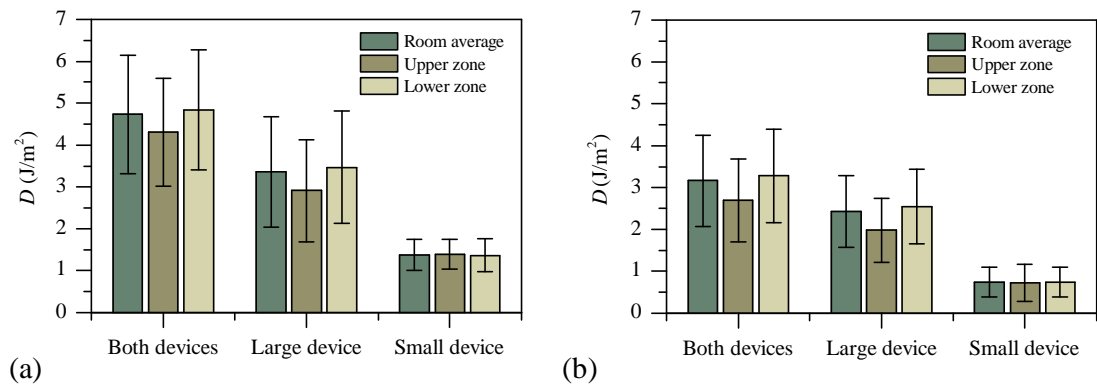 7
6
5
4
3
2
1
0
D (J/m²)
Room average
Upper zone
Lower zone
Both devices Large device Small device
(a)
7
6
5
4
3
2
1
0
D (J/m²)
Room average
Upper zone
Lower zone
Both devices Large device Small device
(b)